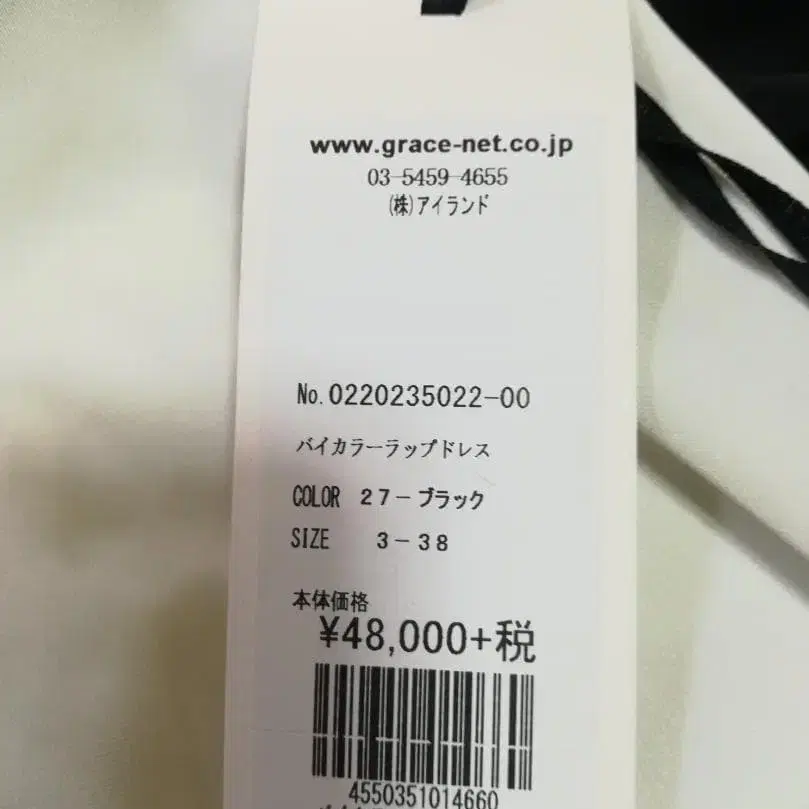 www.grace-net.co.jp
03-5459-4655
(株)アイランド
No.0220235022-00
バイカラーラップドレス
COLOR 27-ブラック
SIZE 3-38
本体価格
¥48,000+税
4550351014660